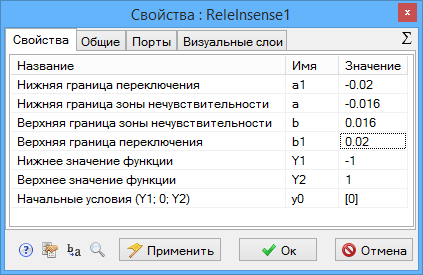 Свойства : ReleInsense1
Свойства Общие Порты Визуальные слои Σ
Название Имя Значение
Нижняя граница переключения a1 -0.02
Нижняя граница зоны нечувствительности a -0.016
Верхняя граница зоны нечувствительности b 0.016
Верхняя граница переключения b1 0.02
Нижнее значение функции Y1 -1
Верхнее значение функции Y2 1
Начальные условия (Y1; 0; Y2) y0 [0]
? b a Применить Ок Отмена